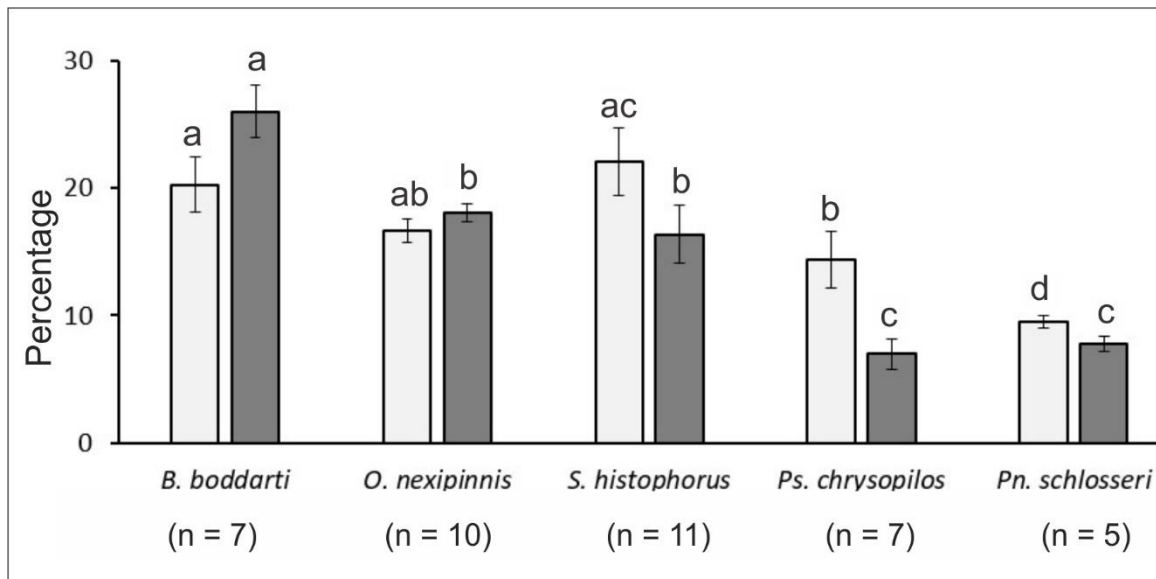 Percentage
30
20
10
0
a
a
ab
b
ac
b
b
c
d
c
B. boddarti
O. nexipinnis
S. histophorus
Ps. chrysopilos
Pn. schlosseri
(n = 7)
(n = 10)
(n = 11)
(n = 7)
(n = 5)